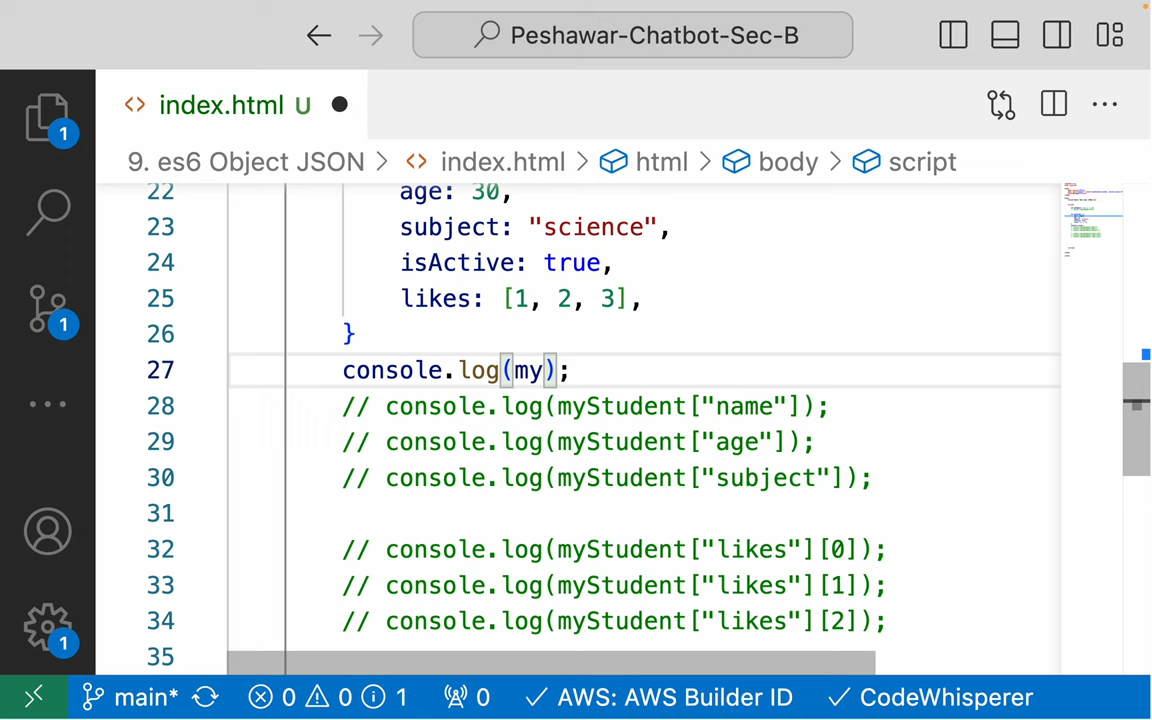 Peshawar-Chatbot-Sec-B
index.html U
9. es6 Object JSON > index.html > html > body > script
22 age: 30,
23 subject: "science",
24 isActive: true,
25 likes: [1, 2, 3],
26 }
27 console.log(my);
28 // console.log(myStudent["name"]);
29 // console.log(myStudent["age"]);
30 // console.log(myStudent["subject"]);
31
32 // console.log(myStudent["likes"][0]);
33 // console.log(myStudent["likes"][1]);
34 // console.log(myStudent["likes"][2]);
35
1
1
1
main* 0 0 1 0 AWS: AWS Builder ID CodeWhisperer